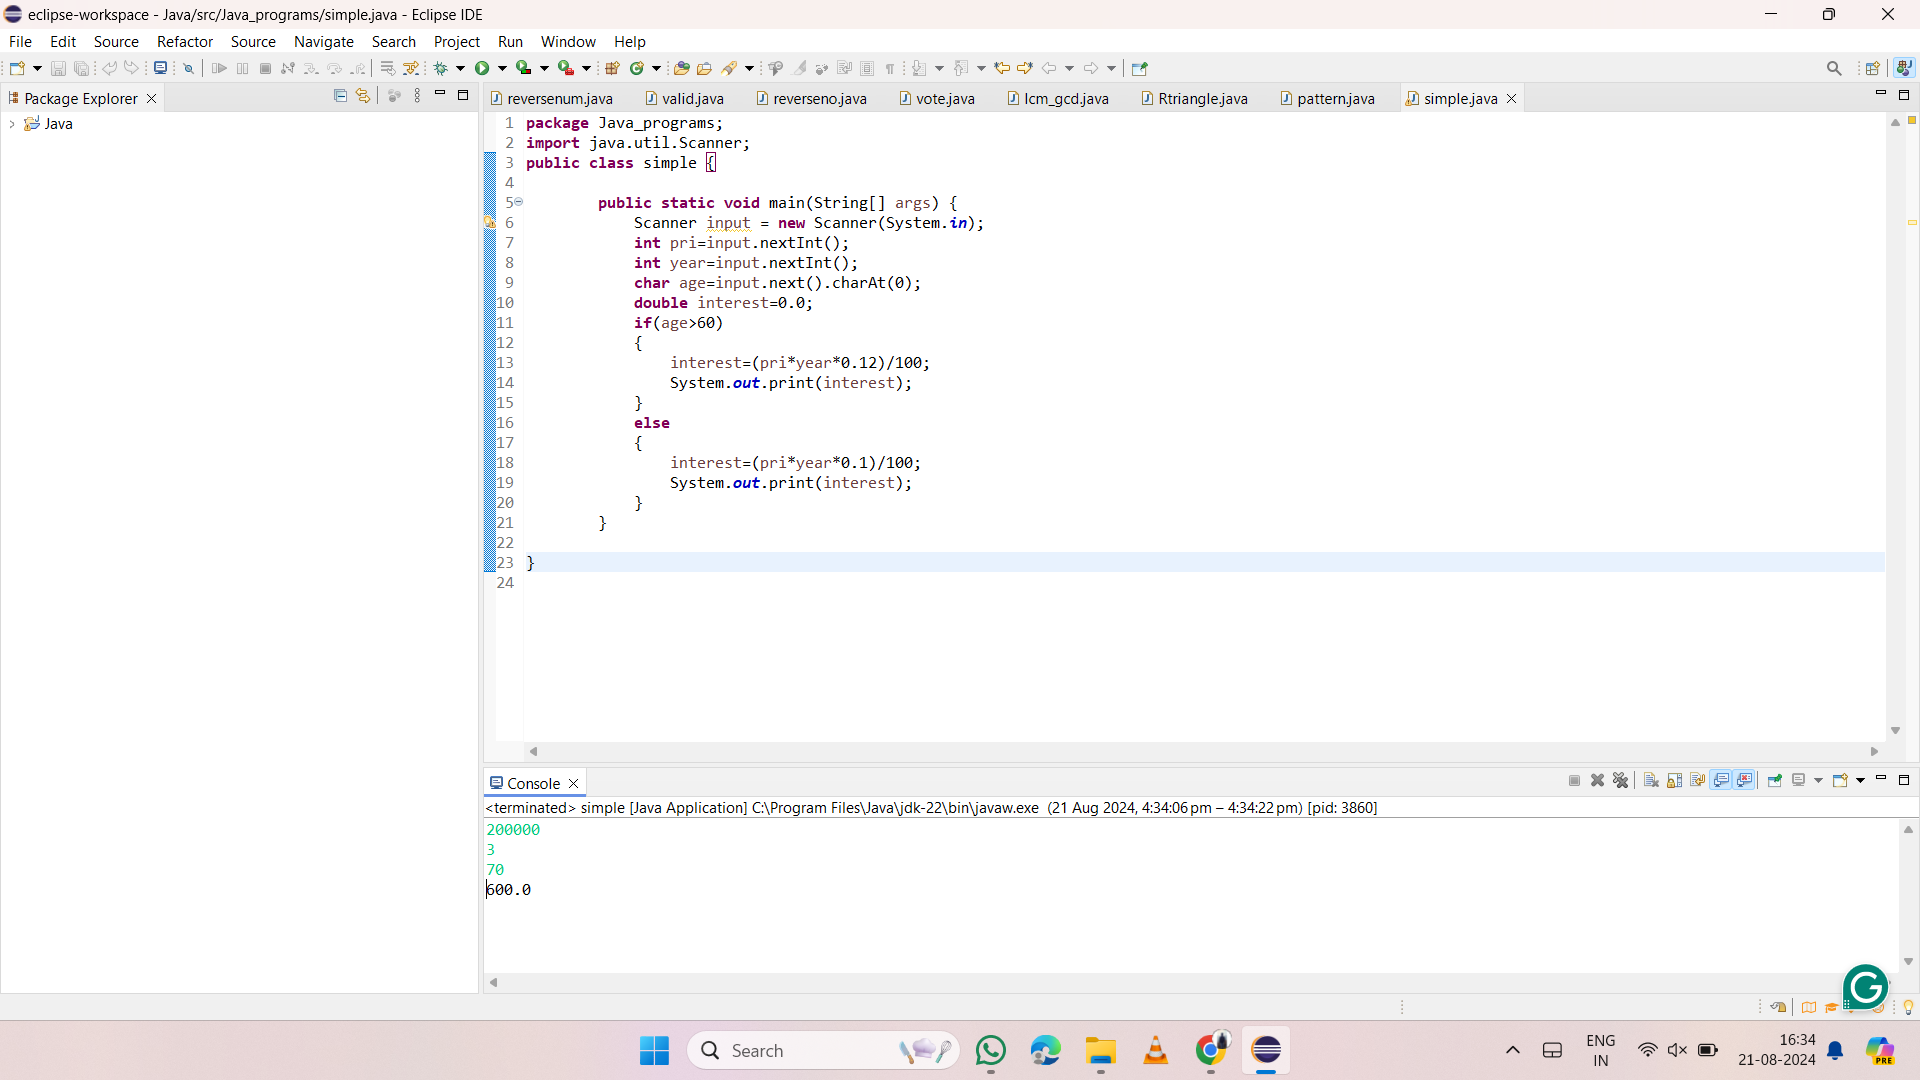 eclipse-workspace - Java/src/Java_programs/simple.java - Eclipse IDE
File Edit Source Refactor Source Navigate Search Project Run Window Help
Package Explorer
Java
reversenum.java valid.java reverseno.java vote.java lcm_gcd.java Rtriangle.java pattern.java simple.java
1 package Java_programs;
2 import java.util.Scanner;
3 public class simple {
4
5 public static void main(String[] args) {
6 Scanner input = new Scanner(System.in);
7 int pri=input.nextInt();
8 int year=input.nextInt();
9 char age=input.next().charAt(0);
10 double interest=0.0;
11 if(age>60)
12 {
13 interest=(pri*year*0.12)/100;
14 System.out.print(interest);
15 }
16 else
17 {
18 interest=(pri*year*0.1)/100;
19 System.out.print(interest);
20 }
21 }
22
23 }
24
Console
<terminated> simple [Java Application] C:\Program Files\Java\jdk-22\bin\javaw.exe (21 Aug 2024, 4:34:06 pm – 4:34:22 pm) [pid: 3860]
200000
3
70
600.0
Search
ENG
IN
16:34
21-08-2024
PRE